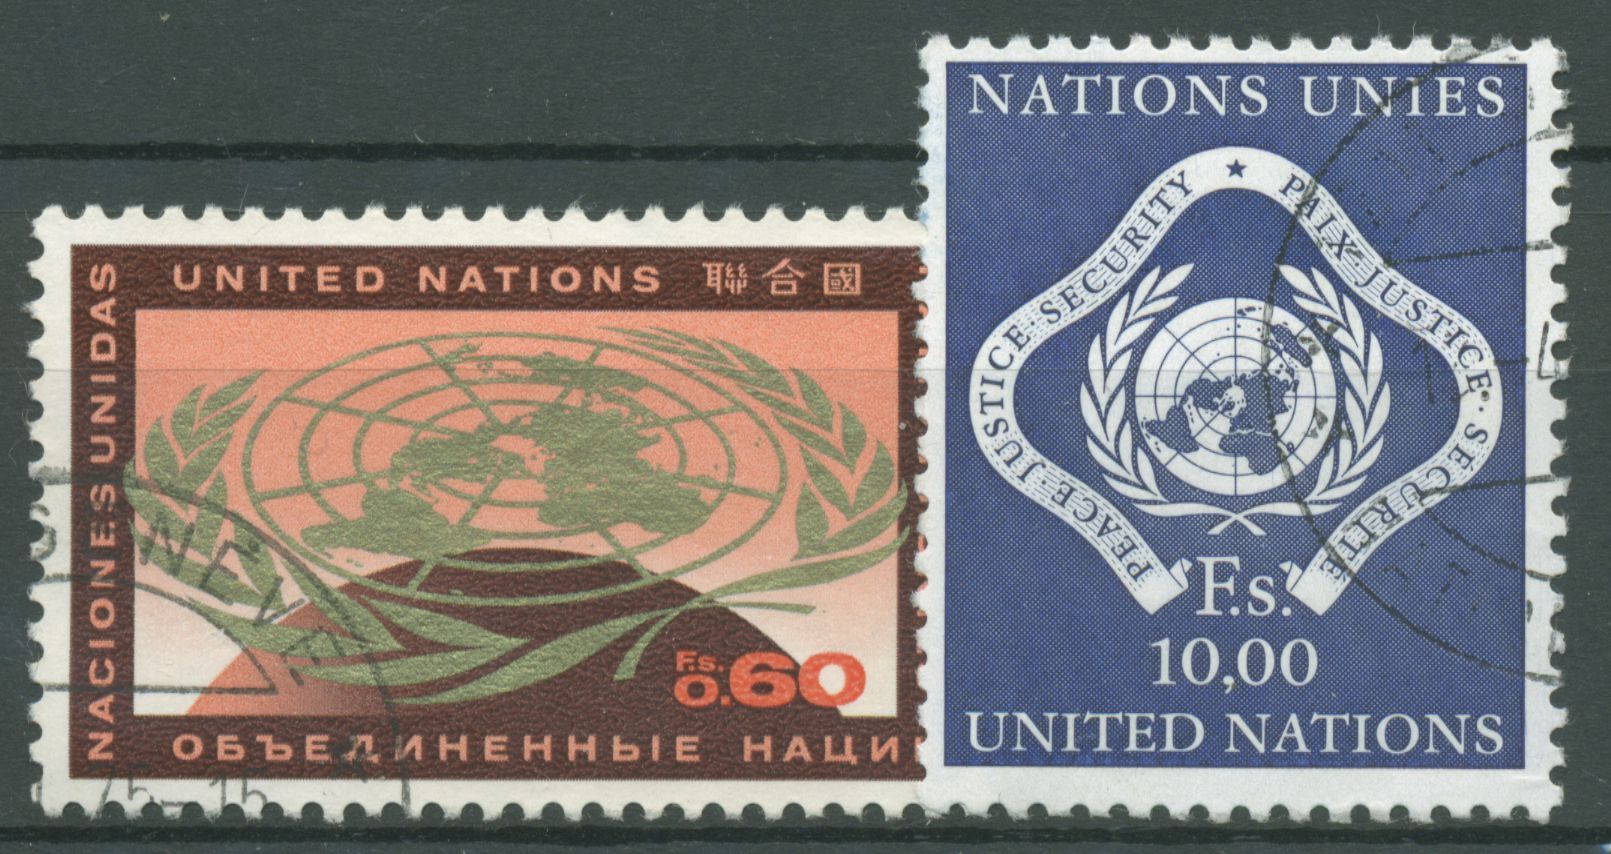 UNITED NATIONS 聯合國
NACIONES UNIDAS
F.s.
0.60
ОБЪЕДИНЕННЫЕ НАЦИ
NATIONS UNIES
PEACE·JUSTICE·SECURITY ★ PAIX·JUSTICE·SECURITE
F.s.
10,00
UNITED NATIONS